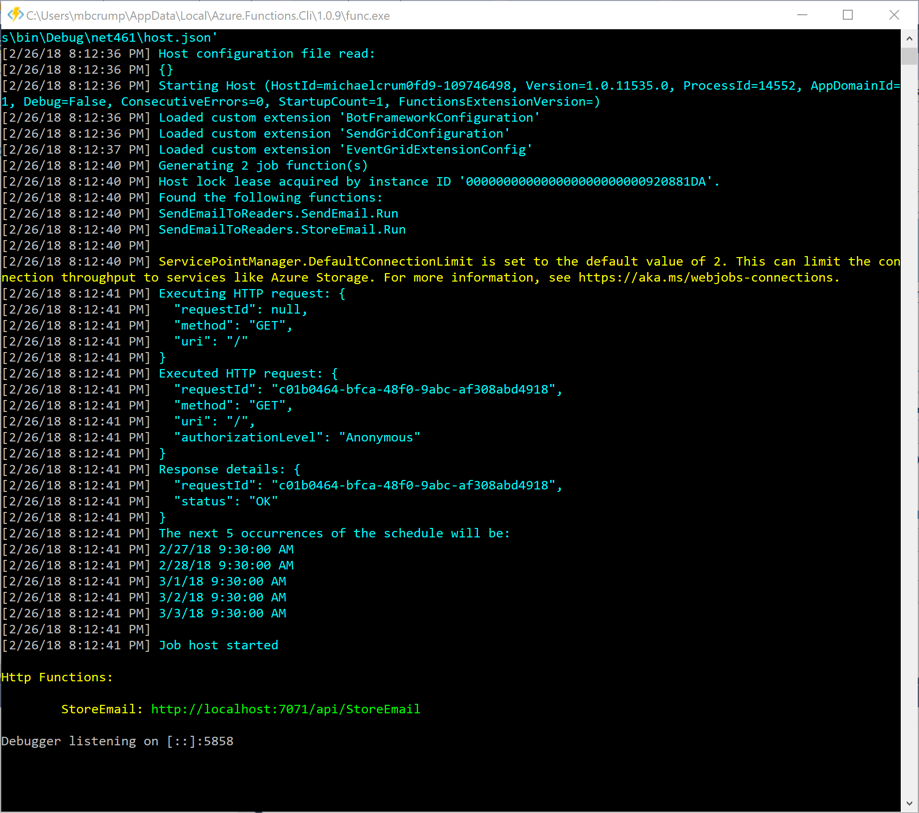 C:\Users\mbcrump\AppData\Local\Azure.Functions.Cli\1.0.9\func.exe
s\bin\Debug\net461\host.json'
[2/26/18 8:12:36 PM] Host configuration file read:
[2/26/18 8:12:36 PM] {}
[2/26/18 8:12:36 PM] Starting Host (HostId=michaelcrum0fd9-109746498, Version=1.0.11535.0, ProcessId=14552, AppDomainId=
1, Debug=False, ConsecutiveErrors=0, StartupCount=1, FunctionsExtensionVersion=)
[2/26/18 8:12:36 PM] Loaded custom extension 'BotFrameworkConfiguration'
[2/26/18 8:12:36 PM] Loaded custom extension 'SendGridConfiguration'
[2/26/18 8:12:37 PM] Loaded custom extension 'EventGridExtensionConfig'
[2/26/18 8:12:40 PM] Generating 2 job function(s)
[2/26/18 8:12:40 PM] Host lock lease acquired by instance ID '000000000000000000000000920881DA'.
[2/26/18 8:12:40 PM] Found the following functions:
[2/26/18 8:12:40 PM] SendEmailToReaders.SendEmail.Run
[2/26/18 8:12:40 PM] SendEmailToReaders.StoreEmail.Run
[2/26/18 8:12:40 PM]
[2/26/18 8:12:40 PM] ServicePointManager.DefaultConnectionLimit is set to the default value of 2. This can limit the con
nection throughput to services like Azure Storage. For more information, see https://aka.ms/webjobs-connections.
[2/26/18 8:12:41 PM] Executing HTTP request: {
[2/26/18 8:12:41 PM]   "requestId": null,
[2/26/18 8:12:41 PM]   "method": "GET",
[2/26/18 8:12:41 PM]   "uri": "/"
[2/26/18 8:12:41 PM] }
[2/26/18 8:12:41 PM] Executed HTTP request: {
[2/26/18 8:12:41 PM]   "requestId": "c01b0464-bfca-48f0-9abc-af308abd4918",
[2/26/18 8:12:41 PM]   "method": "GET",
[2/26/18 8:12:41 PM]   "uri": "/",
[2/26/18 8:12:41 PM]   "authorizationLevel": "Anonymous"
[2/26/18 8:12:41 PM] }
[2/26/18 8:12:41 PM] Response details: {
[2/26/18 8:12:41 PM]   "requestId": "c01b0464-bfca-48f0-9abc-af308abd4918",
[2/26/18 8:12:41 PM]   "status": "OK"
[2/26/18 8:12:41 PM] }
[2/26/18 8:12:41 PM] The next 5 occurrences of the schedule will be:
[2/26/18 8:12:41 PM] 2/27/18 9:30:00 AM
[2/26/18 8:12:41 PM] 2/28/18 9:30:00 AM
[2/26/18 8:12:41 PM] 3/1/18 9:30:00 AM
[2/26/18 8:12:41 PM] 3/2/18 9:30:00 AM
[2/26/18 8:12:41 PM] 3/3/18 9:30:00 AM
[2/26/18 8:12:41 PM]
[2/26/18 8:12:41 PM] Job host started
Http Functions:
StoreEmail: http://localhost:7071/api/StoreEmail
Debugger listening on [::]:5858